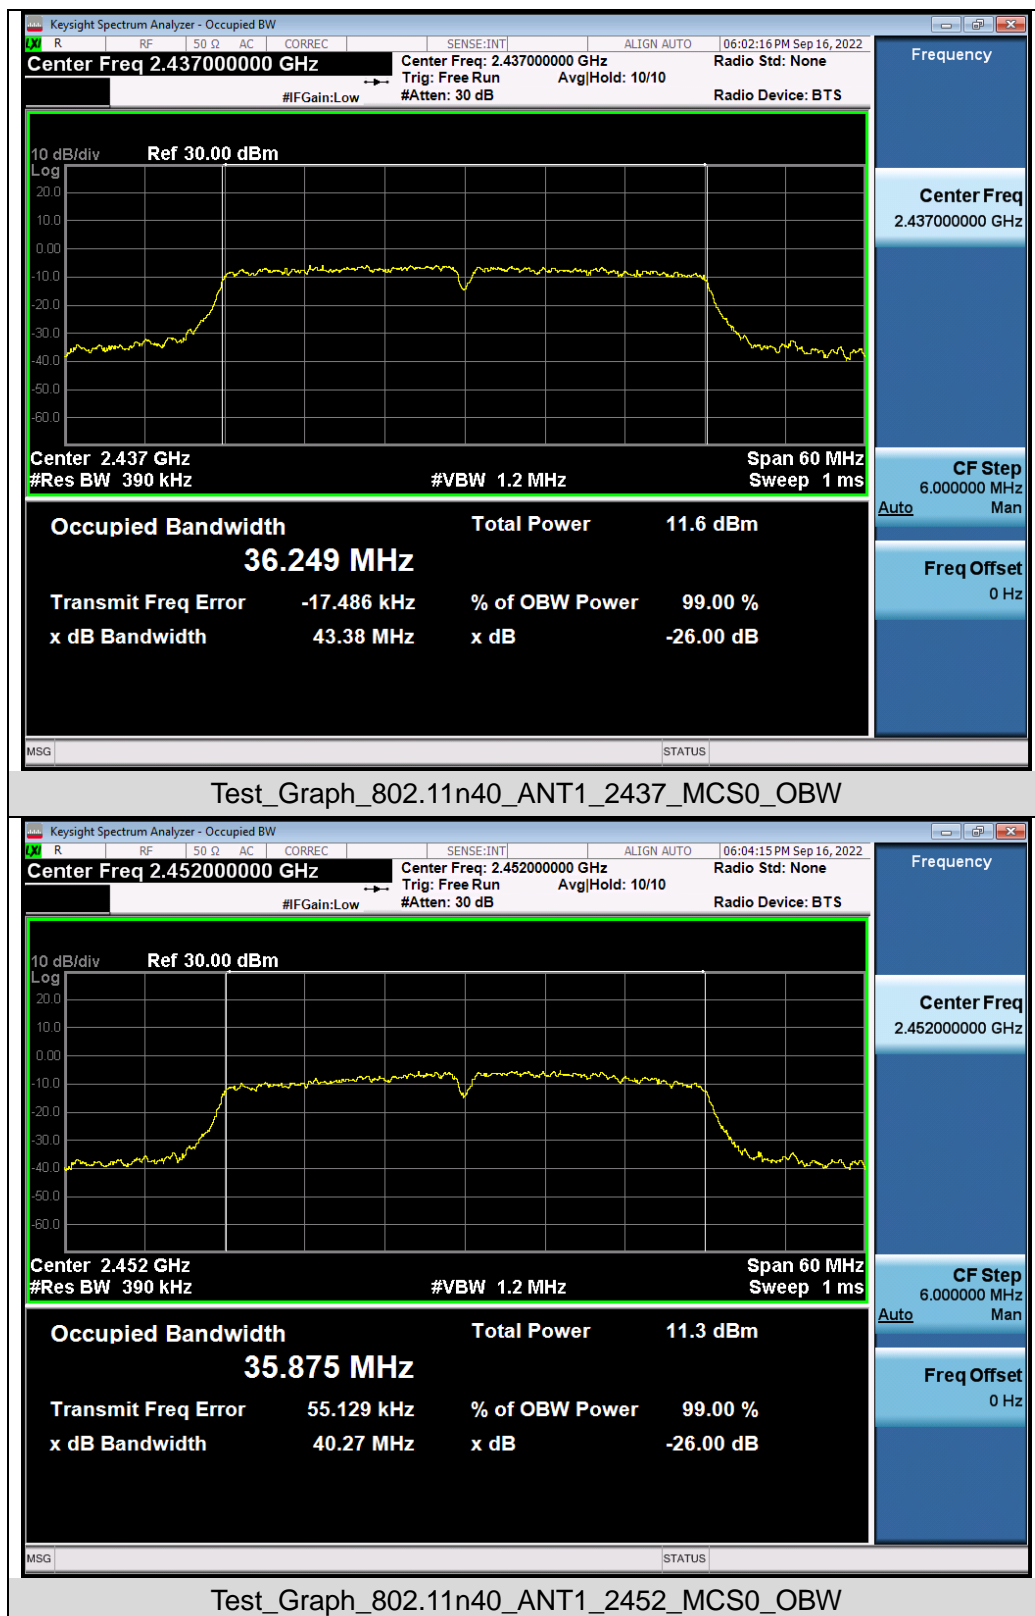 Keysight Spectrum Analyzer - Occupied BW
LXI R RF 50 Ω AC CORREC SENSE:INT ALIGN AUTO 06:02:16 PM Sep 16, 2022
Center Freq 2.437000000 GHz
Center Freq: 2.437000000 GHz Radio Std: None
Trig: Free Run Avg|Hold: 10/10
#IFGain:Low #Atten: 30 dB Radio Device: BTS
Frequency
10 dB/div Ref 30.00 dBm
Log
20.0
10.0
0.00
-10.0
-20.0
-30.0
-40.0
-50.0
-60.0
Center Freq
2.437000000 GHz
Center 2.437 GHz Span 60 MHz
#Res BW 390 kHz #VBW 1.2 MHz Sweep 1 ms
CF Step
6.000000 MHz
Auto Man
Occupied Bandwidth Total Power 11.6 dBm
36.249 MHz
Freq Offset
0 Hz
Transmit Freq Error -17.486 kHz % of OBW Power 99.00 %
x dB Bandwidth 43.38 MHz x dB -26.00 dB
MSG STATUS
Test_Graph_802.11n40_ANT1_2437_MCS0_OBW
Keysight Spectrum Analyzer - Occupied BW
LXI R RF 50 Ω AC CORREC SENSE:INT ALIGN AUTO 06:04:15 PM Sep 16, 2022
Center Freq 2.452000000 GHz
Center Freq: 2.452000000 GHz Radio Std: None
Trig: Free Run Avg|Hold: 10/10
#IFGain:Low #Atten: 30 dB Radio Device: BTS
Frequency
10 dB/div Ref 30.00 dBm
Log
20.0
10.0
0.00
-10.0
-20.0
-30.0
-40.0
-50.0
-60.0
Center Freq
2.452000000 GHz
Center 2.452 GHz Span 60 MHz
#Res BW 390 kHz #VBW 1.2 MHz Sweep 1 ms
CF Step
6.000000 MHz
Auto Man
Occupied Bandwidth Total Power 11.3 dBm
35.875 MHz
Freq Offset
0 Hz
Transmit Freq Error 55.129 kHz % of OBW Power 99.00 %
x dB Bandwidth 40.27 MHz x dB -26.00 dB
MSG STATUS
Test_Graph_802.11n40_ANT1_2452_MCS0_OBW